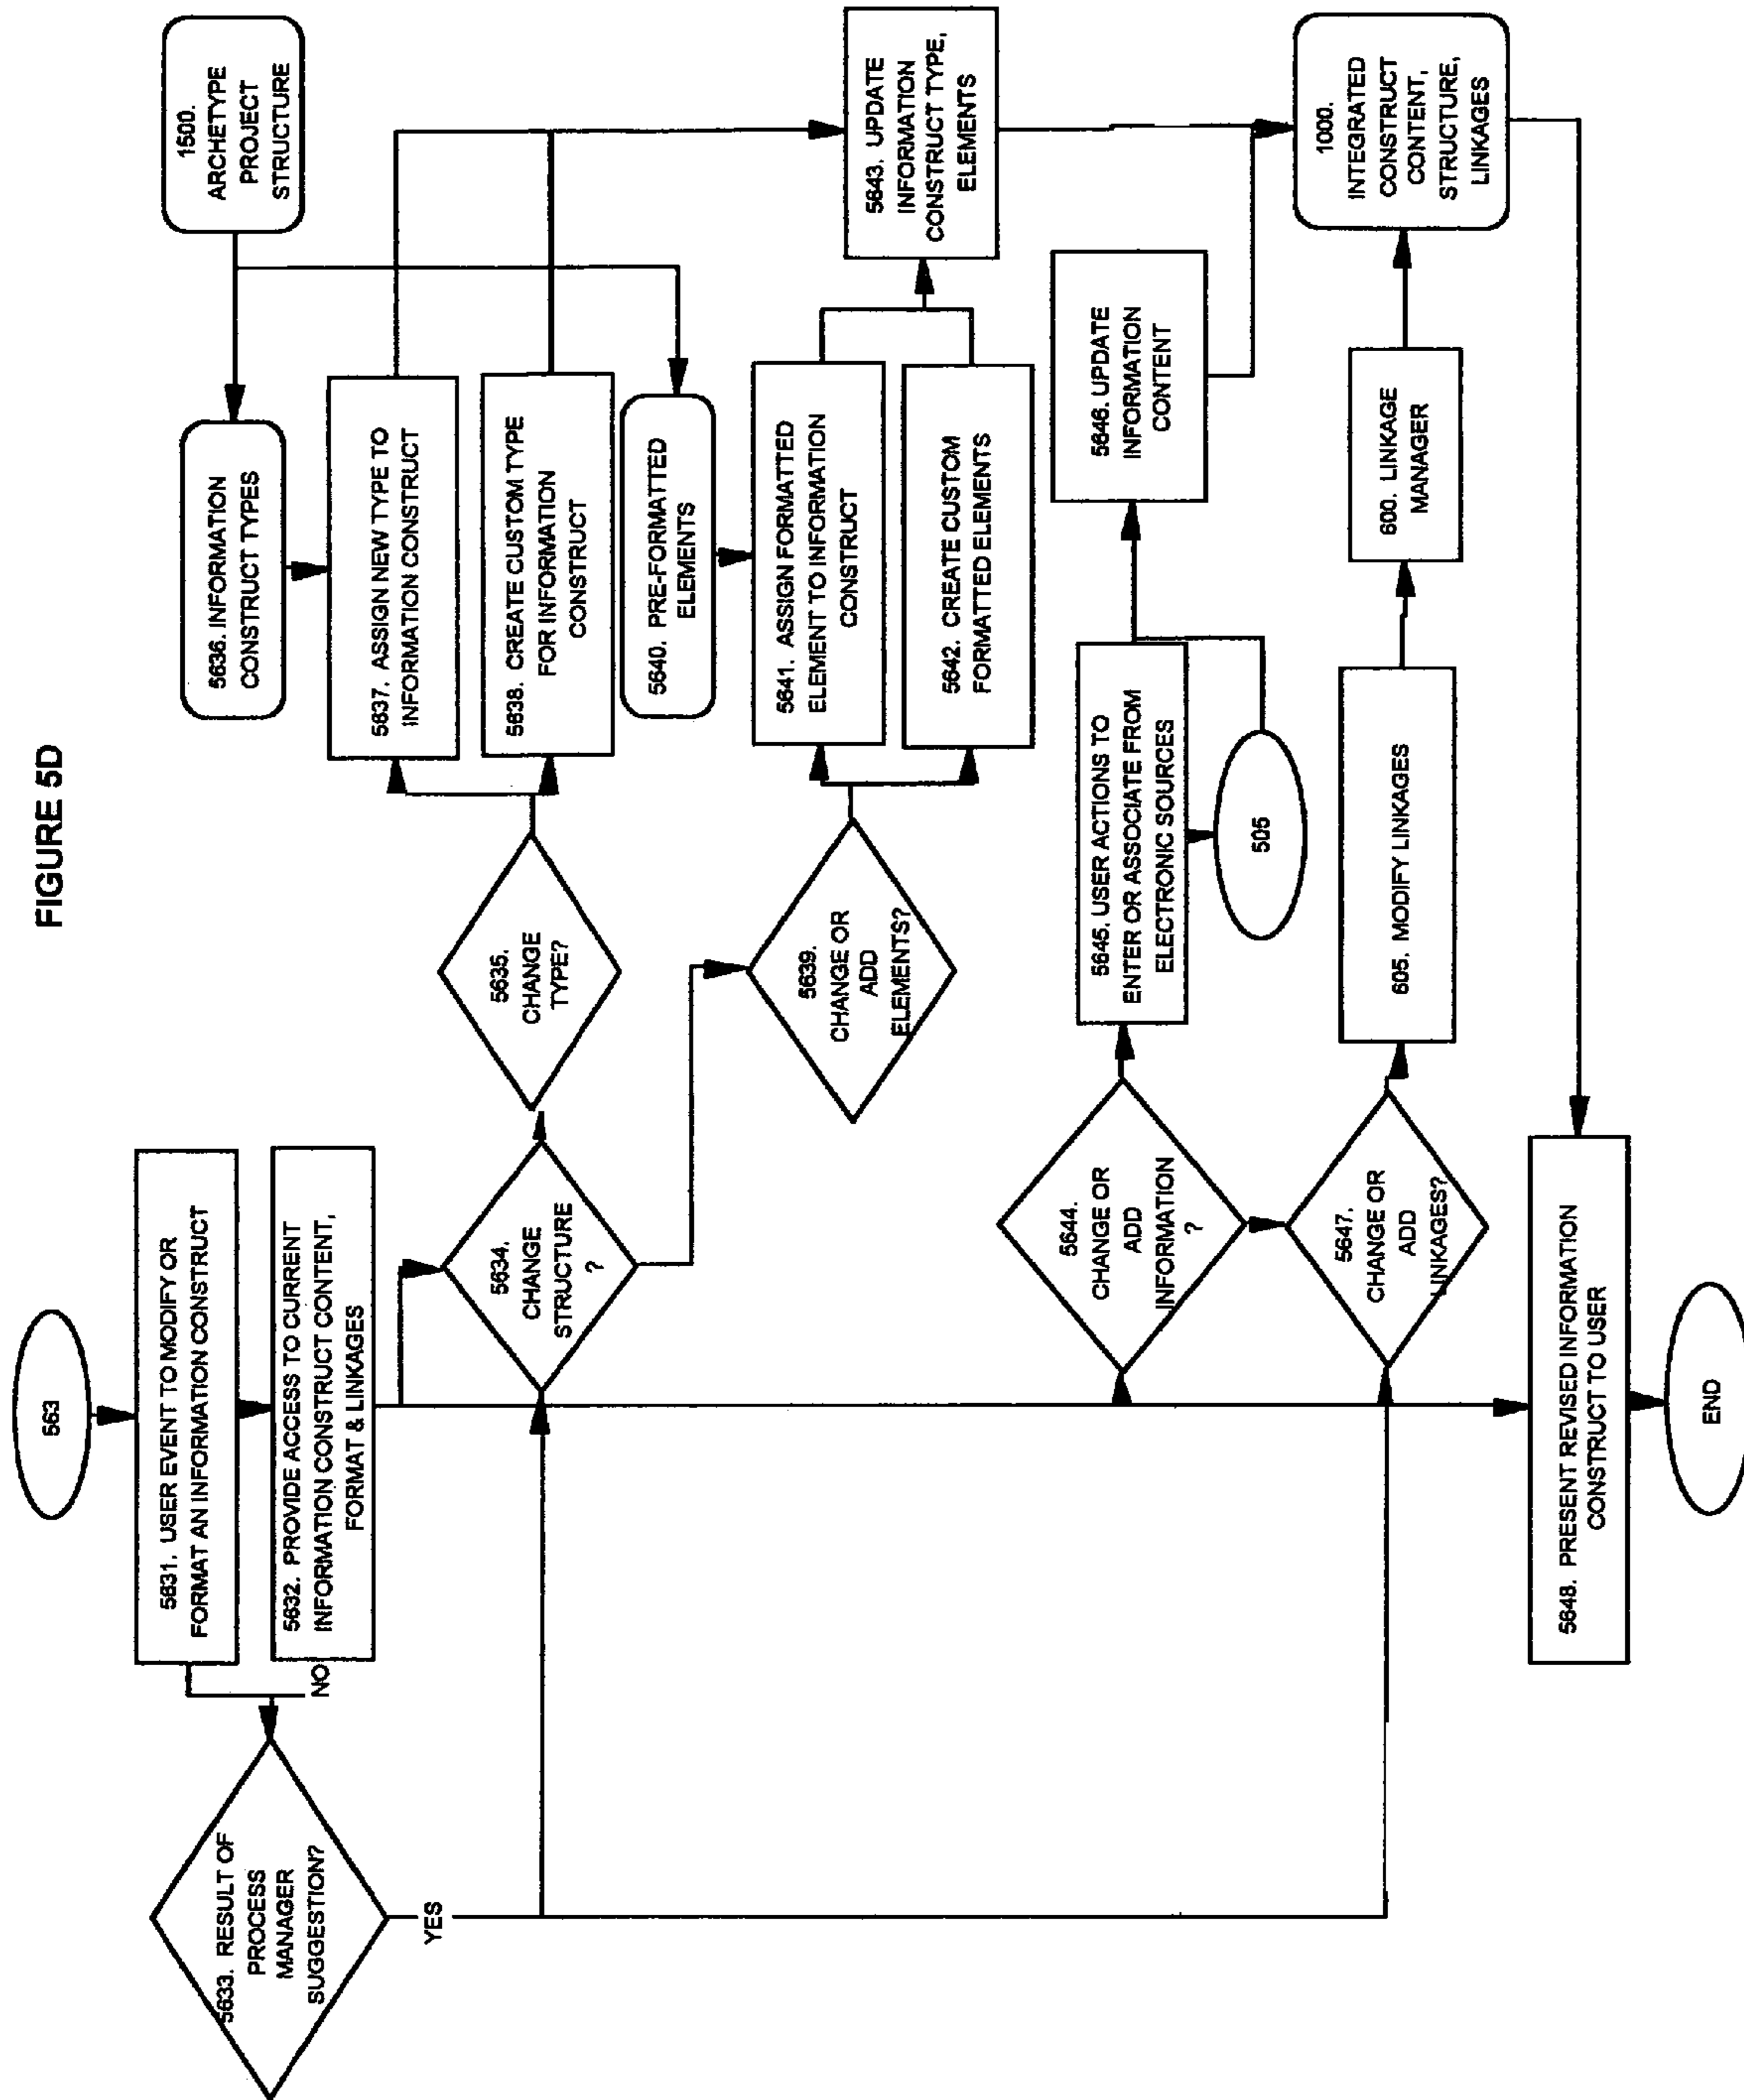 FIGURE 5D
563
5631. USER EVENT TO MODIFY OR
FORMAT AN INFORMATION CONSTRUCT
5633. RESULT OF
PROCESS
MANAGER
SUGGESTION?
NO
YES
5632. PROVIDE ACCESS TO CURRENT
INFORMATION CONSTRUCT CONTENT,
FORMAT & LINKAGES
5634.
CHANGE
STRUCTURE
?
5635.
CHANGE
TYPE?
1500.
ARCHETYPE
PROJECT
STRUCTURE
5636. INFORMATION
CONSTRUCT TYPES
5637. ASSIGN NEW TYPE TO
INFORMATION CONSTRUCT
5638. CREATE CUSTOM TYPE
FOR INFORMATION
CONSTRUCT
5639.
CHANGE OR
ADD
ELEMENTS?
5640. PRE-FORMATTED
ELEMENTS
5641. ASSIGN FORMATTED
ELEMENT TO INFORMATION
CONSTRUCT
5642. CREATE CUSTOM
FORMATTED ELEMENTS
5643. UPDATE
INFORMATION
CONSTRUCT TYPE,
ELEMENTS
5644.
CHANGE OR
ADD
INFORMATION
?
5645. USER ACTIONS TO
ENTER OR ASSOCIATE FROM
ELECTRONIC SOURCES
505
5646. UPDATE
INFORMATION
CONTENT
5647.
CHANGE OR
ADD
LINKAGES?
605. MODIFY LINKAGES
600. LINKAGE
MANAGER
1000.
INTEGRATED
CONSTRUCT
CONTENT,
STRUCTURE,
LINKAGES
5648. PRESENT REVISED INFORMATION
CONSTRUCT TO USER
END